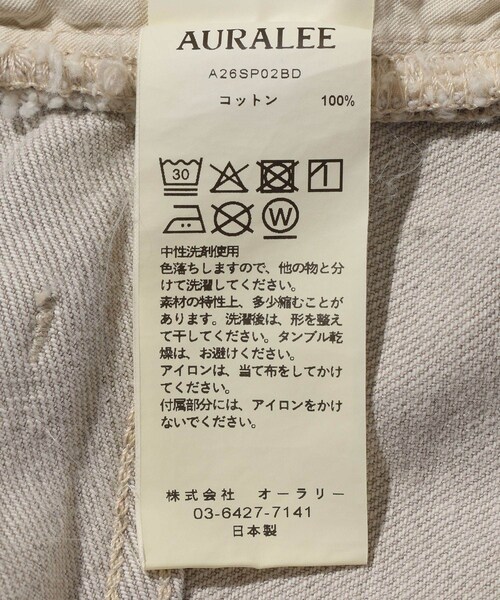 AURALEE
A26SP02BD
コットン 100%
30
W
中性洗剤使用
色落ちしますので、他の物と分
けて洗濯してください。
素材の特性上、多少縮むことが
あります。洗濯後は、形を整え
て干してください。タンブル乾
燥は、お避けください。
アイロンは、当て布をしてかけ
てください。
付属部分には、アイロンをかけ
ないでください。
株式会社 オーラリー
03-6427-7141
日本製